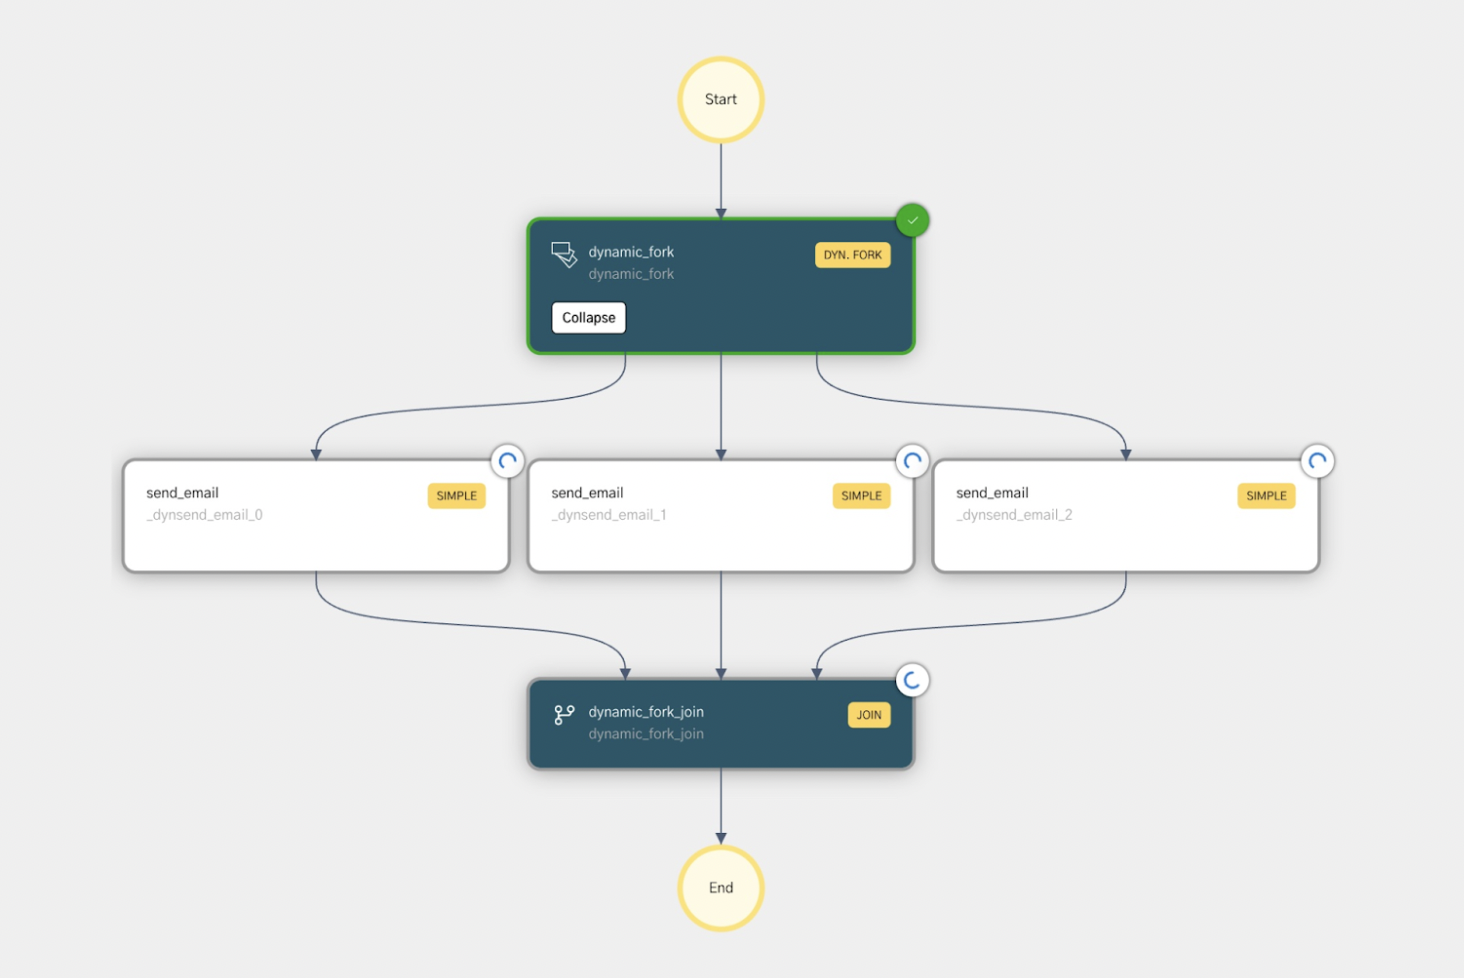 Start
dynamic_fork
DYN. FORK
dynamic_fork
Collapse
send_email
SIMPLE
_dynsend_email_0
send_email
SIMPLE
_dynsend_email_1
send_email
SIMPLE
_dynsend_email_2
dynamic_fork_join
JOIN
dynamic_fork_join
End